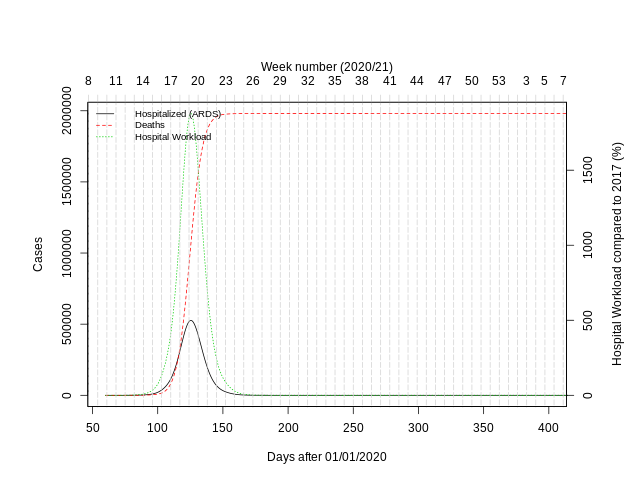 Week number (2020/21)
8 11 14 17 20 23 26 29 32 35 38 41 44 47 50 53 3 5 7
Hospitalized (ARDS)
Deaths
Hospital Workload
Cases
0 500000 1000000 1500000 2000000
Hospital Workload compared to 2017 (%)
0 500 1000 1500
50 100 150 200 250 300 350 400
Days after 01/01/2020